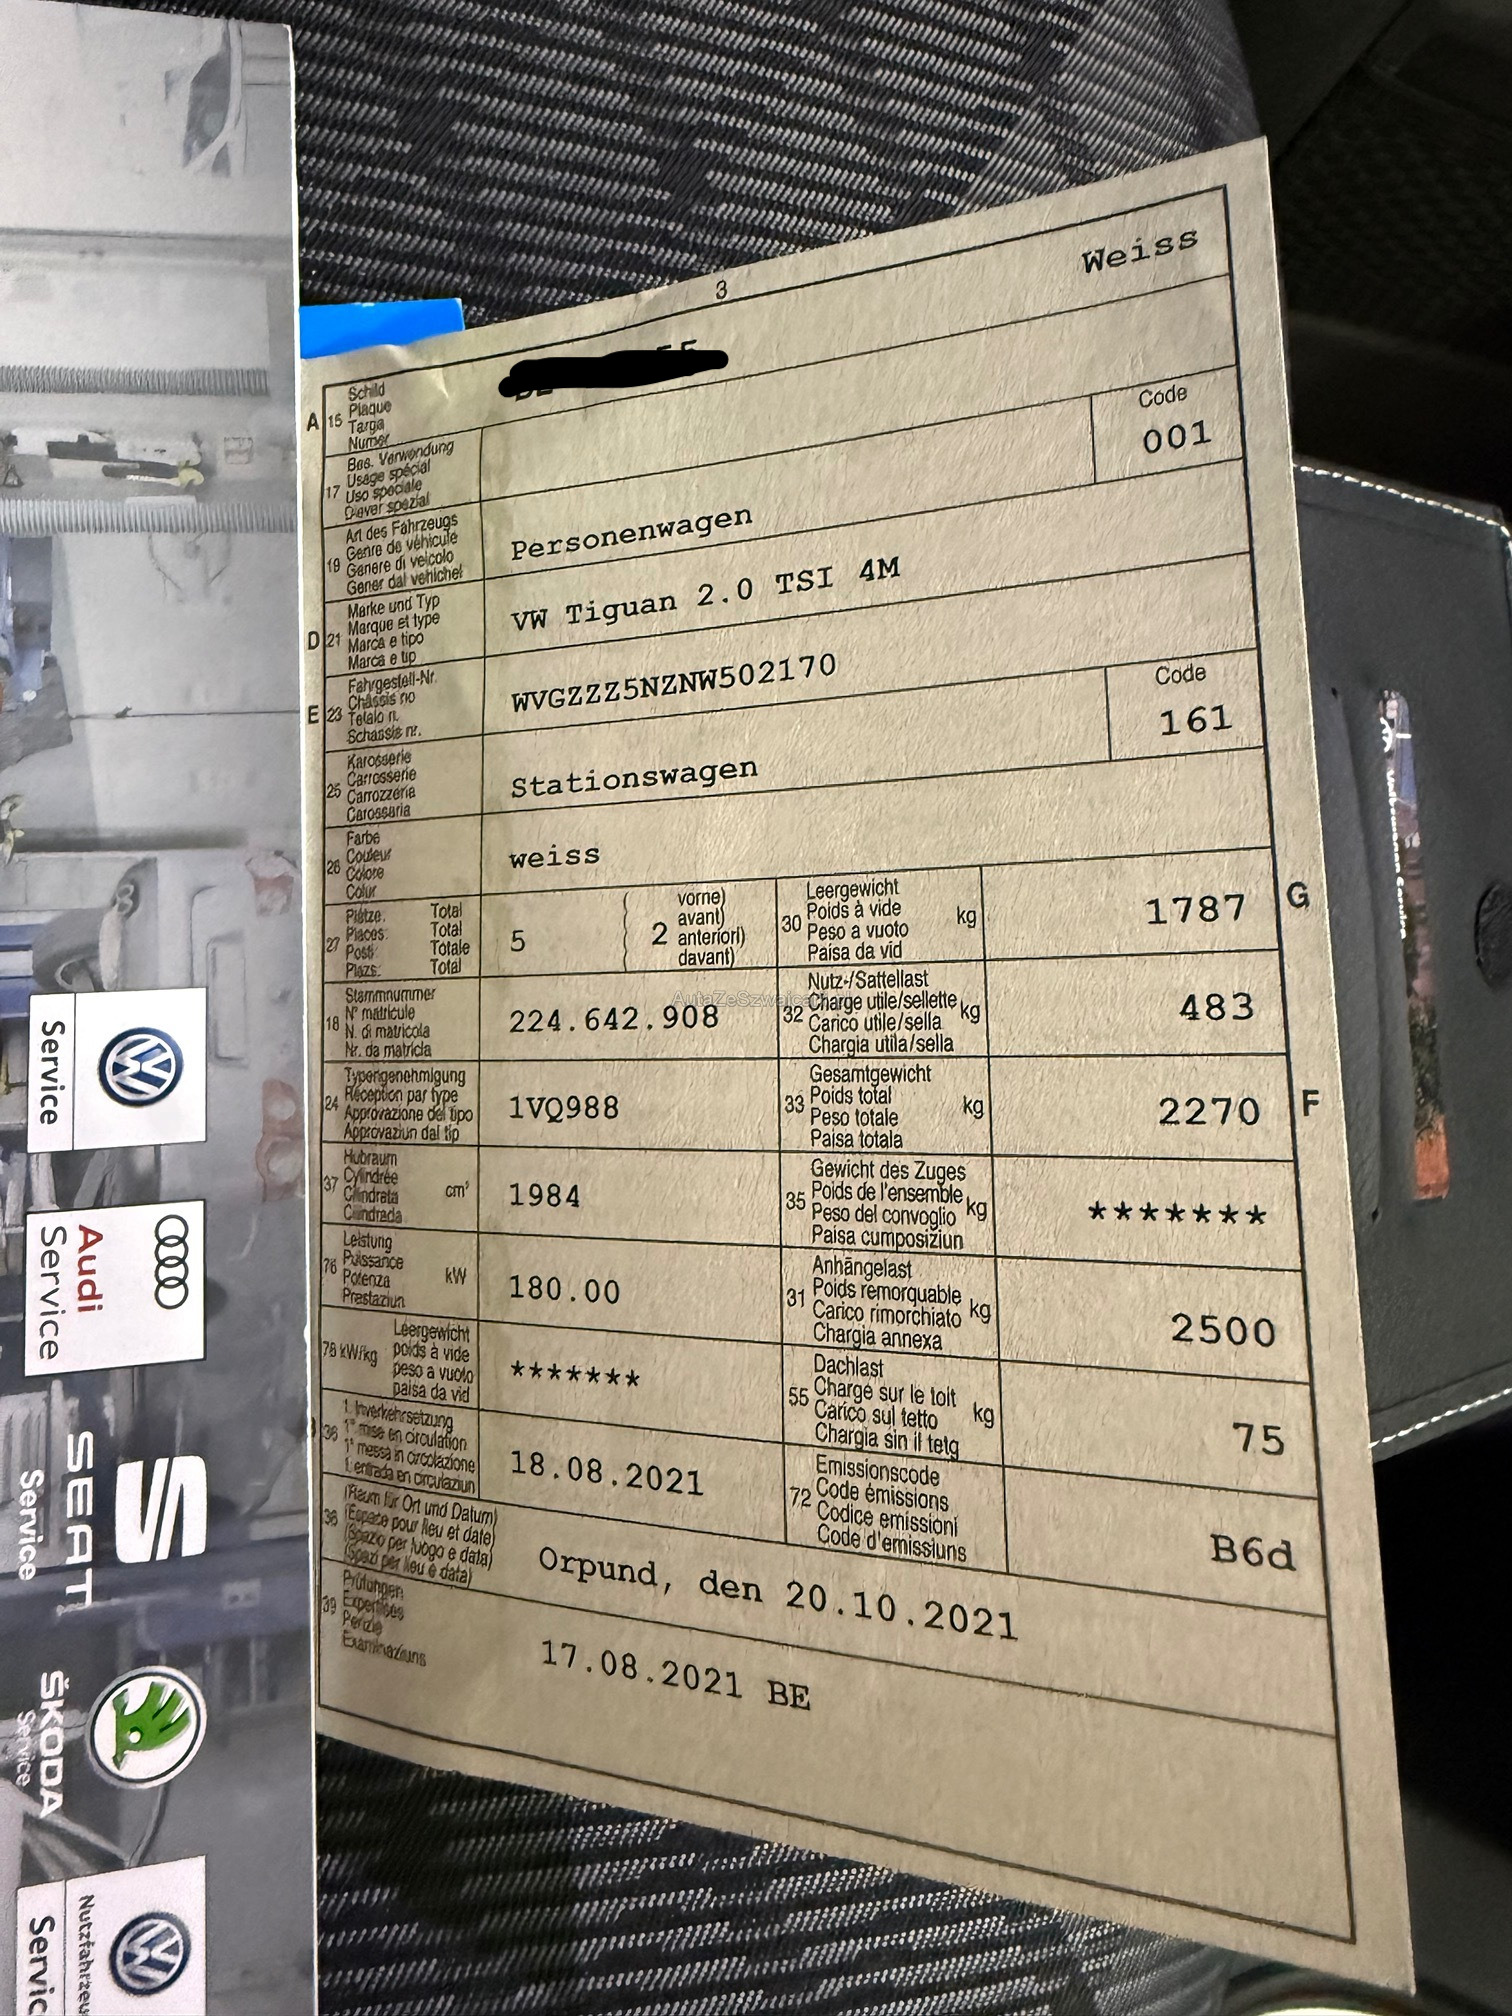 3
Weiss
A
15
Schild
Plaque
Targa
Numer
17
Bes. Verwendung
Usage spécial
Uso speciale
Diever spezial
Code
001
19
Art des Fahrzeugs
Genre de véhicule
Genere di veicolo
Gener dal vehichel
Personenwagen
D
21
Marke und Typ
Marque et type
Marca e tipo
Marca e tip
VW Tiguan 2.0 TSI 4M
E
23
Fahrgestell-Nr.
Châssis no
Telaio n.
Schassis nr.
WVGZZZ5NZNW502170
Code
161
25
Karosserie
Carrosserie
Carrozzeria
Carossaria
Stationswagen
26
Farbe
Couleur
Colore
Colur
weiss
27
Plätze: Total
Places: Total
Posti: Totale
Plazs: Total
5
2
vorne)
avant)
anteriori)
davant)
30
Leergewicht
Poids à vide
Peso a vuoto
Paisa da vid
kg
1787
G
18
Stammnummer
N° matricule
N. di matricola
Nr. da matricla
224.642.908
32
Nutz-/Sattellast
Charge utile/sellette
Carico utile/sella
Chargia utila/sella
kg
483
24
Typengenehmigung
Réception par type
Approvazione del tipo
Approvaziun dal tip
1VQ988
33
Gesamtgewicht
Poids total
Peso totale
Paisa totala
kg
2270
F
37
Hubraum
Cylindrée
Cilindrata
Cilindrada
cm³
1984
35
Gewicht des Zuges
Poids de l'ensemble
Peso del convoglio
Paisa cumposiziun
kg
*******
76
Leistung
Puissance
Potenza
Prestaziun
kW
180.00
31
Anhängelast
Poids remorquable
Carico rimorchiato
Chargia annexa
kg
2500
78 kW/kg
Leergewicht
poids à vide
peso a vuoto
paisa da vid
*******
55
Dachlast
Charge sur le toit
Carico sul tetto
Chargia sin il tetg
kg
75
36
1. Inverkehrsetzung
1re mise en circulation
1a messa in circolazione
1. entrada en circulaziun
18.08.2021
72
Emissionscode
Code émissions
Codice emissioni
Code d'emissiuns
B6d
38
(Raum für Ort und Datum)
(Espace pour lieu et date)
(Spazio per luogo e data)
(Spazi per lieu e data)
Orpund, den 20.10.2021
39
Prüfungen
Expertises
Perizie
Examinaziuns
17.08.2021 BE
Service
Audi
Service
SEAT
Service
ŠKODA
Service
Service